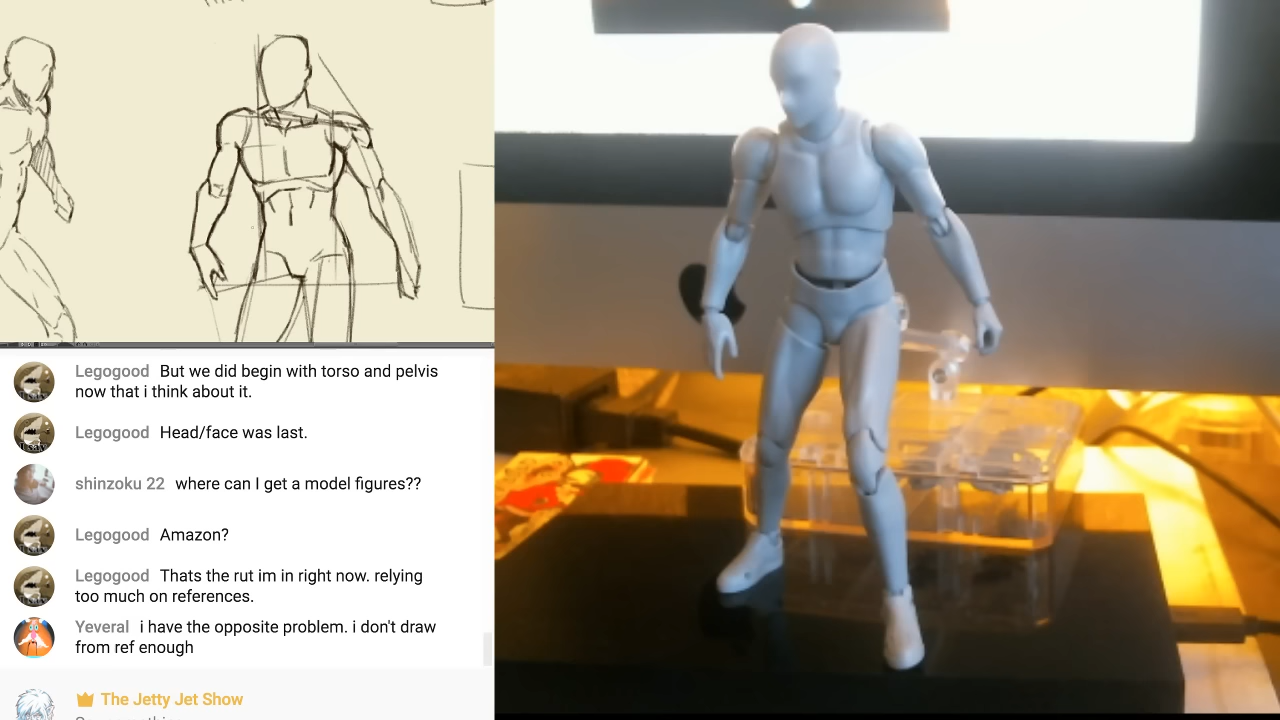 Legogood But we did begin with torso and pelvis
now that i think about it.
Legogood Head/face was last.
shinzoku 22 where can I get a model figures??
Legogood Amazon?
Legogood Thats the rut im in right now. relying
too much on references.
Yeveral i have the opposite problem. i don't draw
from ref enough
The Jetty Jet Show